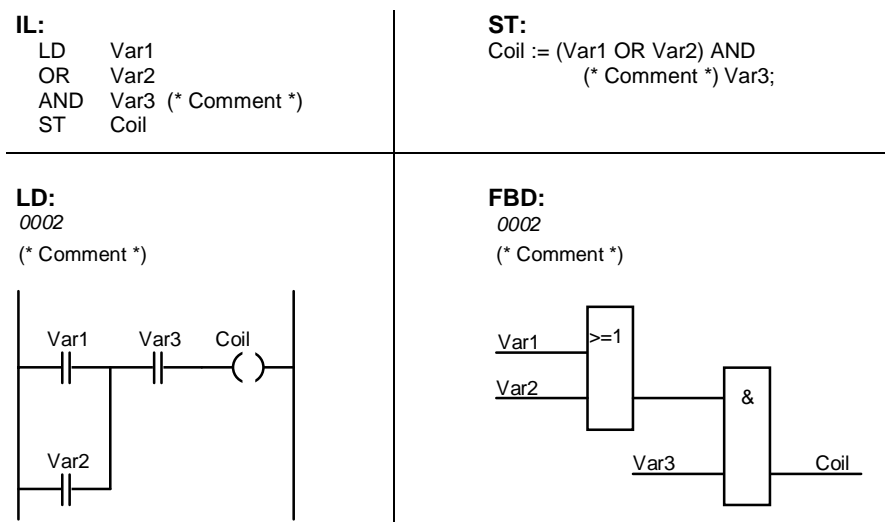 IL:
LD Var1
OR Var2
AND Var3 (* Comment *)
ST Coil
ST:
Coil := (Var1 OR Var2) AND
(* Comment *) Var3;
LD:
0002
(* Comment *)
Var1 Var3 Coil
Var2
FBD:
0002
(* Comment *)
Var1 >=1
Var2
&
Var3 Coil